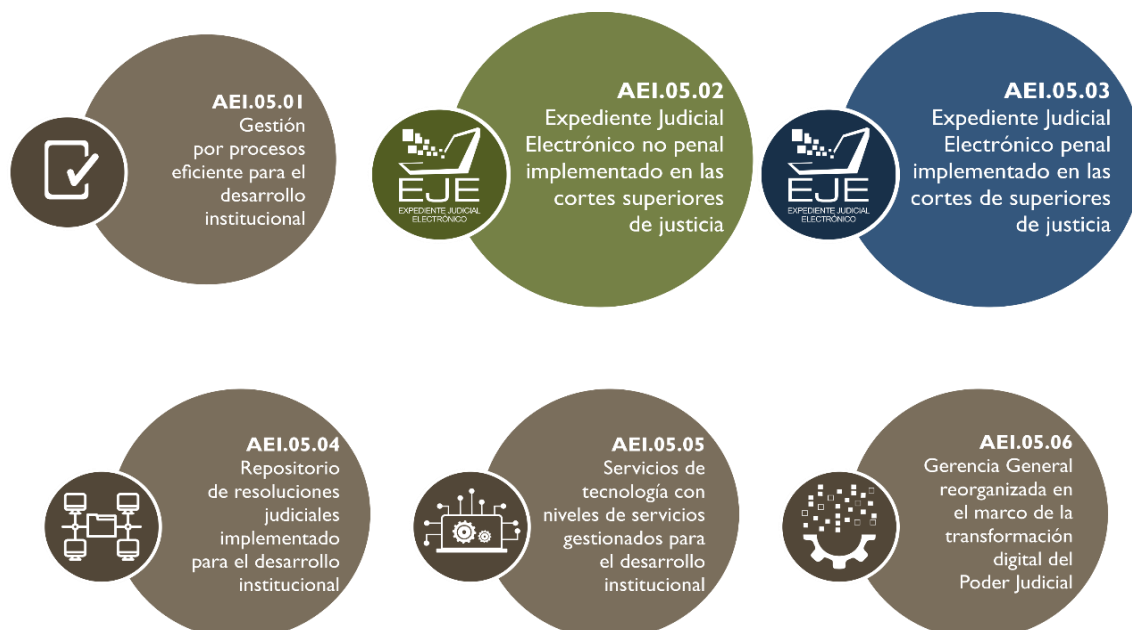 AEI.05.01
Gestión
por procesos
eficiente para el
desarrollo
institucional
EJE
EXPEDIENTE JUDICIAL
ELECTRÓNICO
AEI.05.02
Expediente Judicial
Electrónico no penal
implementado en las
cortes superiores
de justicia
EJE
EXPEDIENTE JUDICIAL
ELECTRÓNICO
AEI.05.03
Expediente Judicial
Electrónico penal
implementado en las
cortes de superiores
de justicia
AEI.05.04
Repositorio
de resoluciones
judiciales
implementado
para el desarrollo
institucional
AEI.05.05
Servicios de
tecnología con
niveles de servicios
gestionados para
el desarrollo
institucional
AEI.05.06
Gerencia General
reorganizada en
el marco de la
transformación
digital del
Poder Judicial